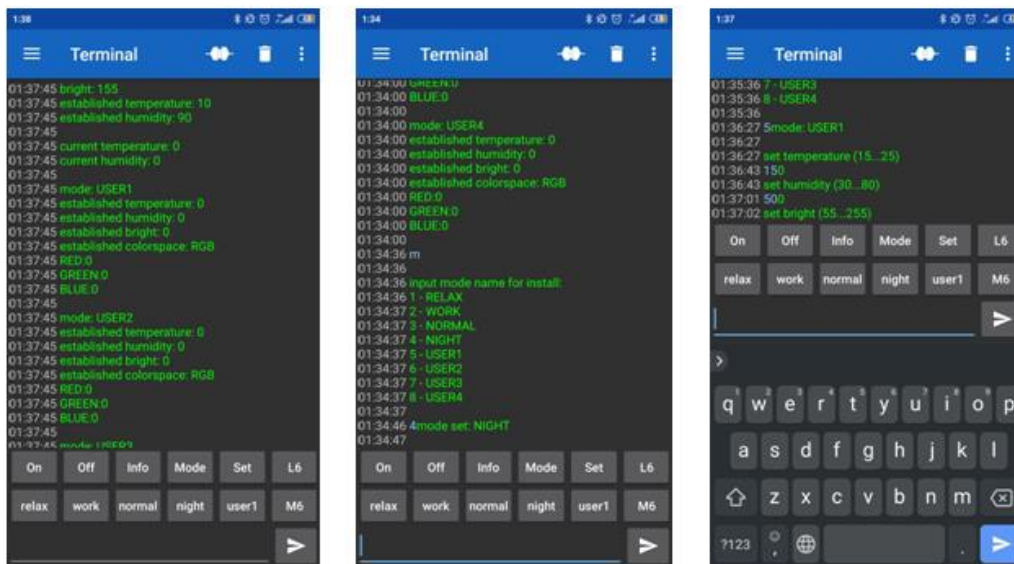 1:38
Terminal
01:37:45 bright: 155
01:37:45 established temperature: 10
01:37:45 established humidity: 90
01:37:45
01:37:45 current temperature: 0
01:37:45 current humidity: 0
01:37:45
01:37:45 mode: USER1
01:37:45 established temperature: 0
01:37:45 established humidity: 0
01:37:45 established bright: 0
01:37:45 established colorspace: RGB
01:37:45 RED:0
01:37:45 GREEN:0
01:37:45 BLUE:0
01:37:45
01:37:45 mode: USER2
01:37:45 established temperature: 0
01:37:45 established humidity: 0
01:37:45 established bright: 0
01:37:45 established colorspace: RGB
01:37:45 RED:0
01:37:45 GREEN:0
01:37:45 BLUE:0
01:37:45
01:37:45 mode: USER3
On Off Info Mode Set L6
relax work normal night user1 M6
1:34
Terminal
01:34:00 GREEN:0
01:34:00 BLUE:0
01:34:00
01:34:00 mode: USER4
01:34:00 established temperature: 0
01:34:00 established humidity: 0
01:34:00 established bright: 0
01:34:00 established colorspace: RGB
01:34:00 RED:0
01:34:00 GREEN:0
01:34:00 BLUE:0
01:34:00
01:34:36 m
01:34:36
01:34:36 input mode name for install:
01:34:36 1 - RELAX
01:34:37 2 - WORK
01:34:37 3 - NORMAL
01:34:37 4 - NIGHT
01:34:37 5 - USER1
01:34:37 6 - USER2
01:34:37 7 - USER3
01:34:37 8 - USER4
01:34:37
01:34:46 4mode set: NIGHT
01:34:47
On Off Info Mode Set L6
relax work normal night user1 M6
1:37
Terminal
01:35:36 7 - USER3
01:35:36 8 - USER4
01:35:36
01:36:27 5mode: USER1
01:36:27
01:36:27 set temperature (15...25)
01:36:43 150
01:36:43 set humidity (30...80)
01:37:01 500
01:37:02 set bright (55...255)
On Off Info Mode Set L6
relax work normal night user1 M6
q w e r t y u i o p
a s d f g h j k l
z x c v b n m
?123 , .